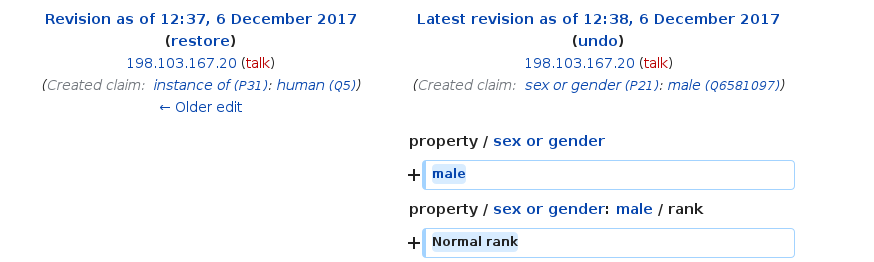 Revision as of 12:37, 6 December 2017
(restore)
198.103.167.20 (talk)
(Created claim: instance of (P31): human (Q5))
← Older edit
Latest revision as of 12:38, 6 December 2017
(undo)
198.103.167.20 (talk)
(Created claim: sex or gender (P21): male (Q6581097))
property / sex or gender
+ male
property / sex or gender: male / rank
+ Normal rank